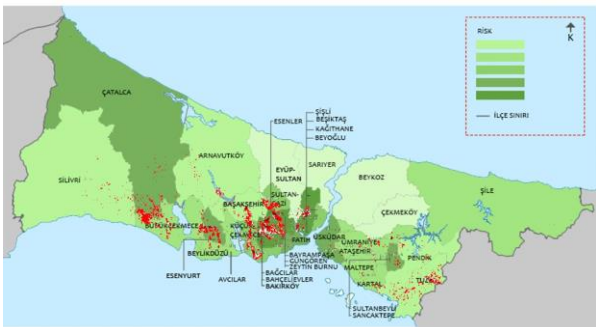 RİSK
İLÇE SINIRI
K
ÇATALCA
SİLİVRİ
ARNAVUTKÖY
ESENLER
ŞİŞLİ
BEŞİKTAŞ
KAĞITHANE
BEYOĞLU
EYÜP-
SULTAN
SARIYER
BEYKOZ
ŞİLE
ÇEKMEKÖY
BAŞAKŞEHİR
SULTAN-
BÜYÜKÇEKMECE
KÜÇÜK
ÇEKMECE
FATİH
ÜSKÜDAR
ÜMRANİYE
ATAŞEHİR
BEYLİKDÜZÜ
ESENYURT
AVCILAR
BAYRAMPAŞA
GÜNGÖREN
ZEYTİN BURNU
BAĞCILAR
BAHÇELİEVLER
BAKIRKÖY
MALTEPE
KARTAL
PENDİK
TUZLA
SULTANBEYLİ
SANCAKTEPE